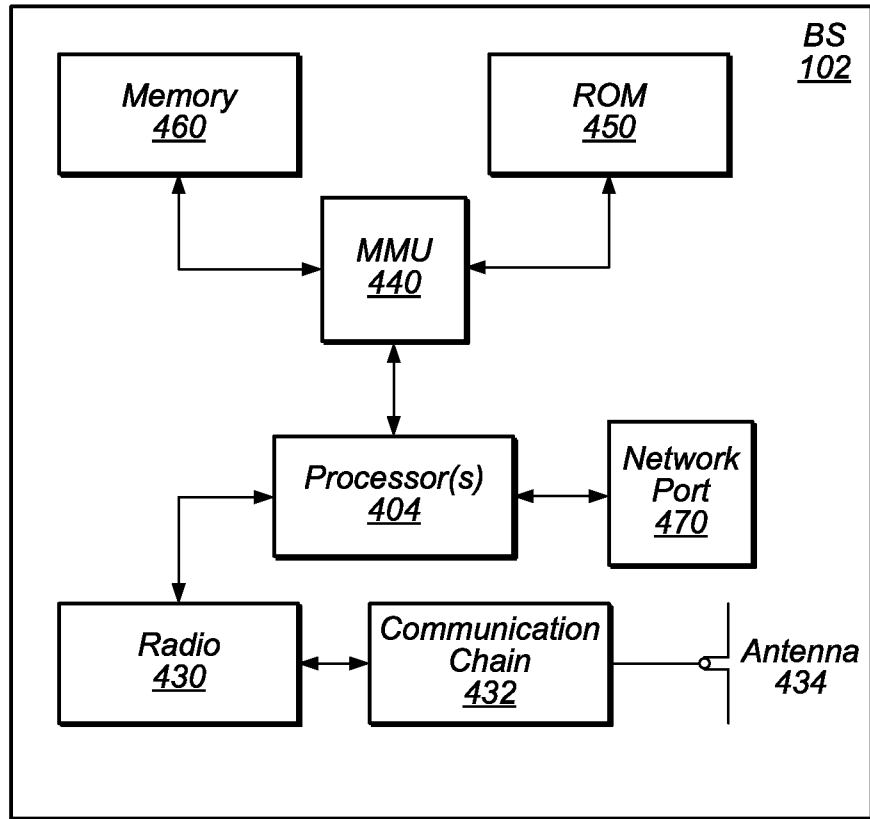 BS
102
Memory
460
ROM
450
MMU
440
Processor(s)
404
Network
Port
470
Radio
430
Communication
Chain
432
Antenna
434